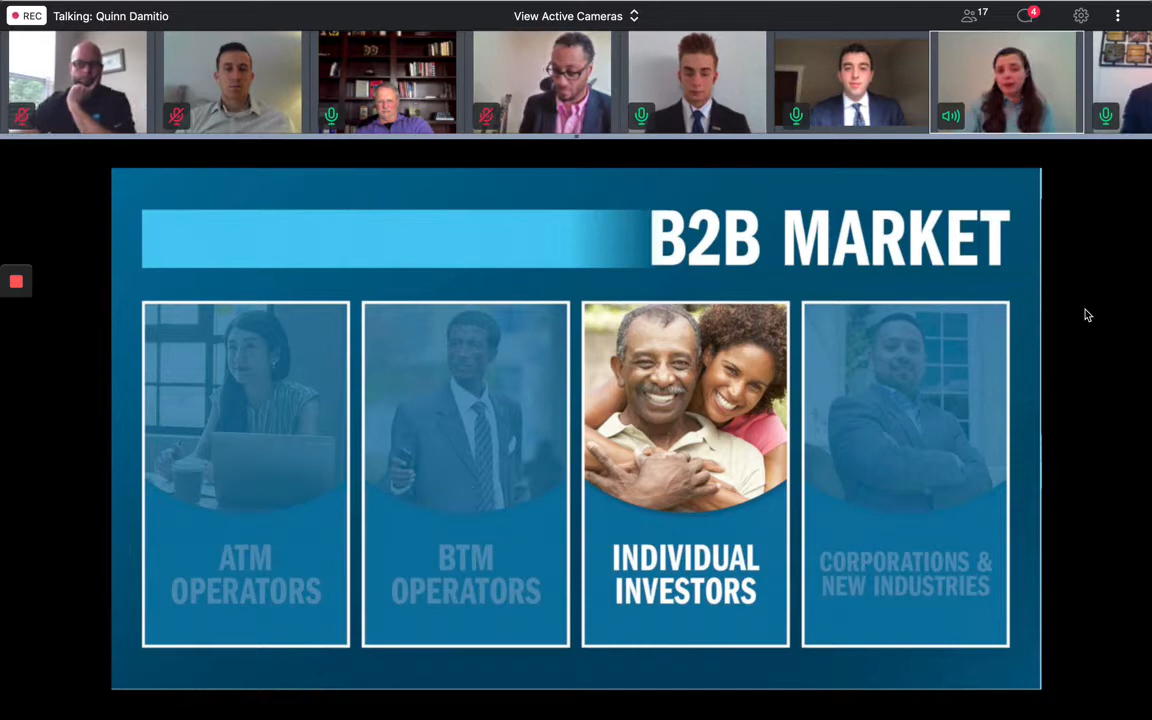 REC
Talking: Quinn Damitio
View Active Cameras
17
4
B2B MARKET
ATM
OPERATORS
BTM
OPERATORS
INDIVIDUAL
INVESTORS
CORPORATIONS &
NEW INDUSTRIES